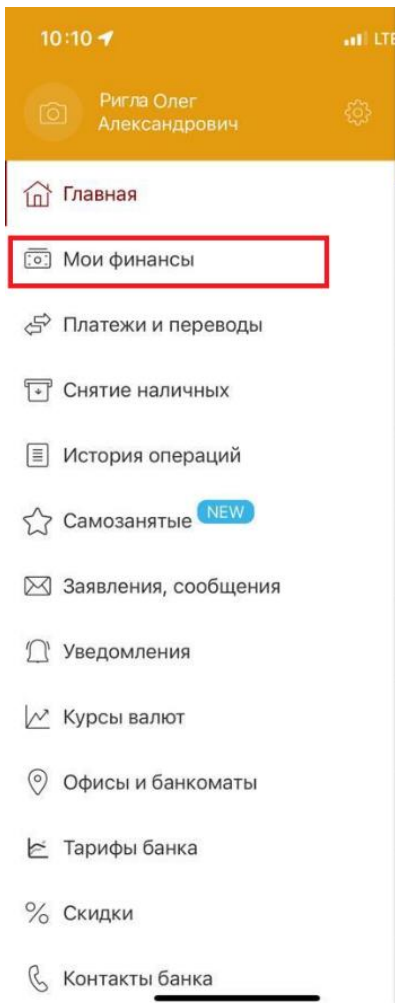 10:10
LTE
Ригла Олег
Александрович
Главная
Мои финансы
Платежи и переводы
Снятие наличных
История операций
Самозанятые NEW
Заявления, сообщения
Уведомления
Курсы валют
Офисы и банкоматы
Тарифы банка
Скидки
Контакты банка